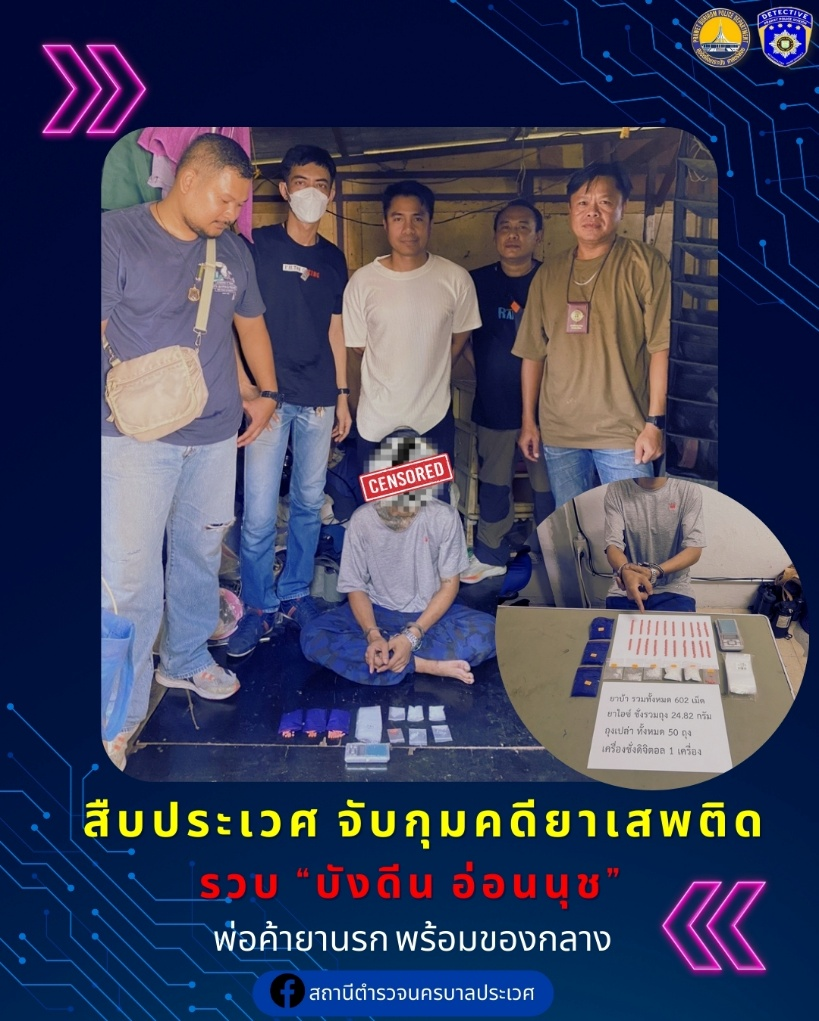 DETECTIVE
CENSORED
ยาบ้า รวมทั้งหมด 602 เม็ด
ยาไอซ์ ชั่งรวมถุง 24.82 กรัม
ถุงเปล่า ทั้งหมด 50 ถุง
เครื่องชั่งดิจิตอล 1 เครื่อง
สืบประเวศ จับกุมคดียาเสพติด
รวบ “บังดีน อ่อนนุช”
พ่อค้ายานรก พร้อมของกลาง
สถานีตำรวจนครบาลประเวศ